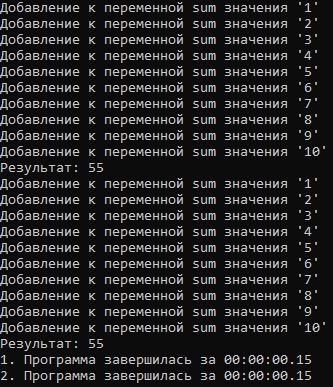 Добавление к переменной sum значения '1'
Добавление к переменной sum значения '2'
Добавление к переменной sum значения '3'
Добавление к переменной sum значения '4'
Добавление к переменной sum значения '5'
Добавление к переменной sum значения '6'
Добавление к переменной sum значения '7'
Добавление к переменной sum значения '8'
Добавление к переменной sum значения '9'
Добавление к переменной sum значения '10'
Результат: 55
Добавление к переменной sum значения '1'
Добавление к переменной sum значения '2'
Добавление к переменной sum значения '3'
Добавление к переменной sum значения '4'
Добавление к переменной sum значения '5'
Добавление к переменной sum значения '6'
Добавление к переменной sum значения '7'
Добавление к переменной sum значения '8'
Добавление к переменной sum значения '9'
Добавление к переменной sum значения '10'
Результат: 55
1. Программа завершилась за 00:00:00.15
2. Программа завершилась за 00:00:00.15